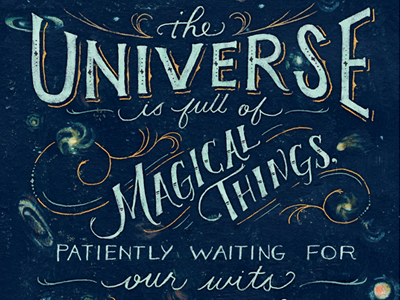 the
UNIVERSE
is full of
MAGICAL
THINGS,
PATIENTLY WAITING FOR
our wits